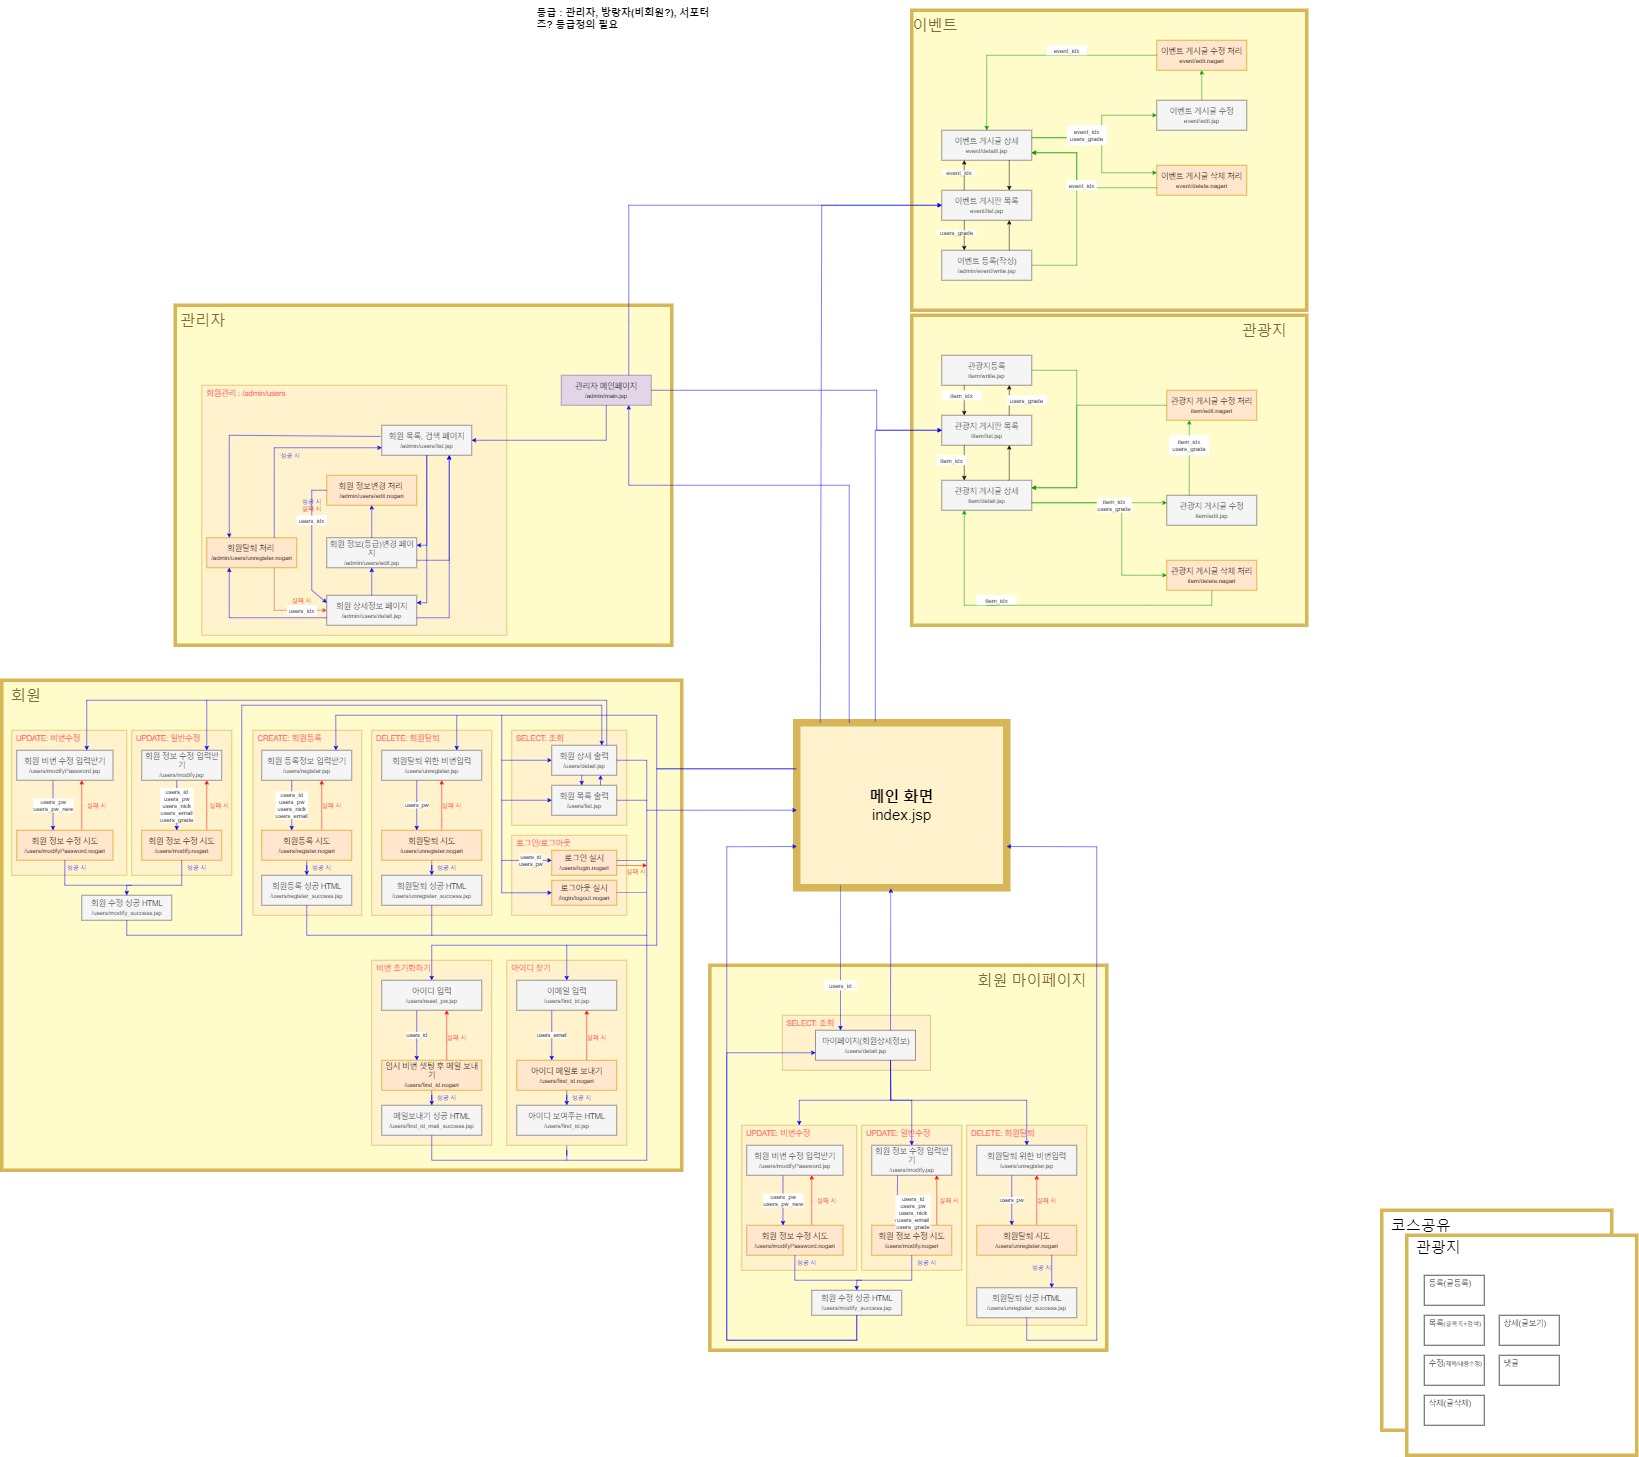 등급 : 관리자, 방랑자(비회원?), 서포터
즈? 등급정의 필요
이벤트
event_idx
이벤트 게시글 수정 처리
event/edit.nagari
이벤트 게시글 수정
event/edit.jsp
이벤트 게시글 상세
event/detatil.jsp
event_idx
users_grade
event_idx
이벤트 게시글 삭제 처리
event/delete.nagari
event_idx
이벤트 게시판 목록
event/list.jsp
users_grade
이벤트 등록(작성)
/admin/event/write.jsp
관광지
관광지등록
item/write.jsp
item_idx
users_grade
관광지 게시판 목록
item/list.jsp
item_idx
관광지 게시글 상세
item/detail.jsp
관광지 게시글 수정 처리
item/edit.nagari
item_idx
users_grade
item_idx
users_grade
관광지 게시글 수정
item/edit.jsp
관광지 게시글 삭제 처리
item/delete.nagari
item_idx
관리자
관리자 메인페이지
/admin/main.jsp
회원관리 : /admin/users
회원 목록, 검색 페이지
/admin/users/list.jsp
성공 시
회원 정보변경 처리
/admin/users/edit.nogari
성공 시
실패 시
users_idx
회원탈퇴 처리
/admin/users/unregister.nogari
회원 정보(등급)변경 페이
지
/admin/users/edit.jsp
실패 시
users_idx
회원 상세정보 페이지
/admin/users/detail.jsp
회원
UPDATE: 비번수정
회원 비번 수정 입력받기
/users/modifyPassword.jsp
users_pw
users_pw_new
실패 시
회원 정보 수정 시도
/users/modifyPassword.nogari
성공 시
UPDATE: 일반수정
회원 정보 수정 입력받
기
/users/modify.jsp
users_id
users_pw
users_nick
users_email
users_grade
실패 시
회원 정보 수정 시도
/users/modify.nogari
성공 시
회원 수정 성공 HTML
/users/modify_success.jsp
CREATE: 회원등록
회원 등록정보 입력받기
/users/register.jsp
users_id
users_pw
users_nick
users_email
실패 시
회원등록 시도
/users/register.nogari
성공 시
회원등록 성공 HTML
/users/register_success.jsp
DELETE: 회원탈퇴
회원탈퇴 위한 비번입력
/users/unregister.jsp
users_pw
실패 시
회원탈퇴 시도
/users/unregister.nogari
성공 시
회원탈퇴 성공 HTML
/users/unregister_success.jsp
SELECT: 조회
회원 상세 출력
/users/detail.jsp
회원 목록 출력
/users/list.jsp
로그인/로그아웃
users_id
users_pw
로그인 실시
/users/login.nogari
실패 시
로그아웃 실시
/login/logout.nogari
비번 초기화하기
아이디 입력
/users/reset_pw.jsp
users_id
실패 시
임시 비번 셋팅 후 메일 보내
기
/users/find_id.nogari
성공 시
메일보내기 성공 HTML
/users/find_id_mail_success.jsp
아이디 찾기
이메일 입력
/users/find_id.jsp
users_email
실패 시
아이디 메일로 보내기
/users/find_id.nogari
성공 시
아이디 보여주는 HTML
/users/find_id.jsp
메인 화면
index.jsp
회원 마이페이지
users_id
SELECT: 조회
마이페이지(회원상세정보)
/users/detail.jsp
UPDATE: 비번수정
회원 비번 수정 입력받기
/users/modifyPassword.jsp
users_pw
users_pw_new
실패 시
회원 정보 수정 시도
/users/modifyPassword.nogari
성공 시
UPDATE: 일반수정
회원 정보 수정 입력받
기
/users/modify.jsp
users_id
users_pw
users_nick
users_email
users_grade
실패 시
회원 정보 수정 시도
/users/modify.nogari
성공 시
회원 수정 성공 HTML
/users/modify_success.jsp
DELETE: 회원탈퇴
회원탈퇴 위한 비번입력
/users/unregister.jsp
users_pw
실패 시
회원탈퇴 시도
/users/unregister.nogari
성공 시
회원탈퇴 성공 HTML
/users/unregister_success.jsp
코스공유
관광지
등록(글등록)
목록(글목록+검색)
상세(글보기)
수정(제목/내용수정)
댓글
삭제(글삭제)